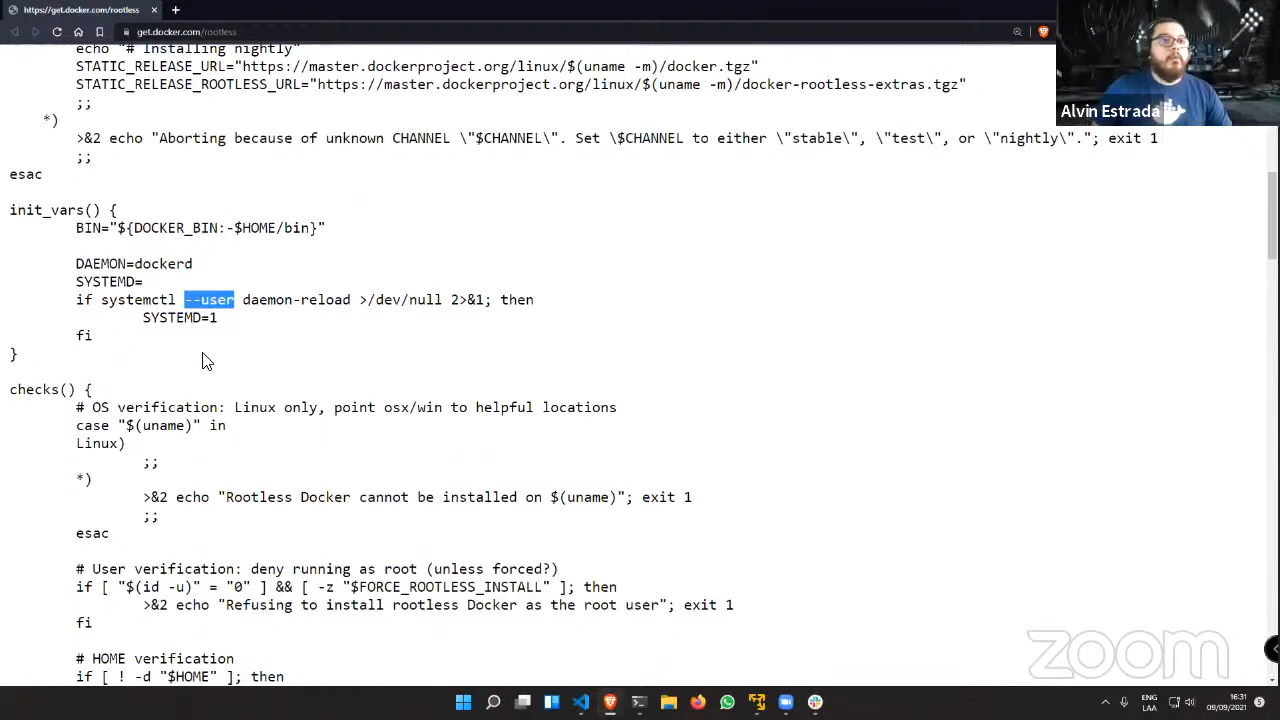 https://get.docker.com/rootless
get.docker.com/rootless
echo "# Installing nightly"
STATIC_RELEASE_URL="https://master.dockerproject.org/linux/$(uname -m)/docker.tgz"
STATIC_RELEASE_ROOTLESS_URL="https://master.dockerproject.org/linux/$(uname -m)/docker-rootless-extras.tgz"
;;
*)
>&2 echo "Aborting because of unknown CHANNEL \"$CHANNEL\". Set \$CHANNEL to either \"stable\", \"test\", or \"nightly\"."; exit 1
;;
esac
init_vars() {
BIN="${DOCKER_BIN:-$HOME/bin}"
DAEMON=dockerd
SYSTEMD=
if systemctl --user daemon-reload >/dev/null 2>&1; then
SYSTEMD=1
fi
}
checks() {
# OS verification: Linux only, point osx/win to helpful locations
case "$(uname)" in
Linux)
;;
*)
>&2 echo "Rootless Docker cannot be installed on $(uname)"; exit 1
;;
esac
# User verification: deny running as root (unless forced?)
if [ "$(id -u)" = "0" ] && [ -z "$FORCE_ROOTLESS_INSTALL" ]; then
>&2 echo "Refusing to install rootless Docker as the root user"; exit 1
fi
# HOME verification
if [ ! -d "$HOME" ]; then
Alvin Estrada
zoom
ENG
LAA
16:31
09/09/2021
5